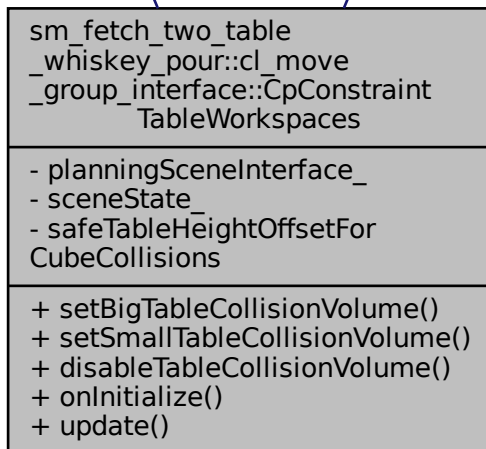 sm_fetch_two_table
_whiskey_pour::cl_move
_group_interface::CpConstraint
TableWorkspaces
- planningSceneInterface_
- sceneState_
- safeTableHeightOffsetFor
CubeCollisions
+ setBigTableCollisionVolume()
+ setSmallTableCollisionVolume()
+ disableTableCollisionVolume()
+ onInitialize()
+ update()